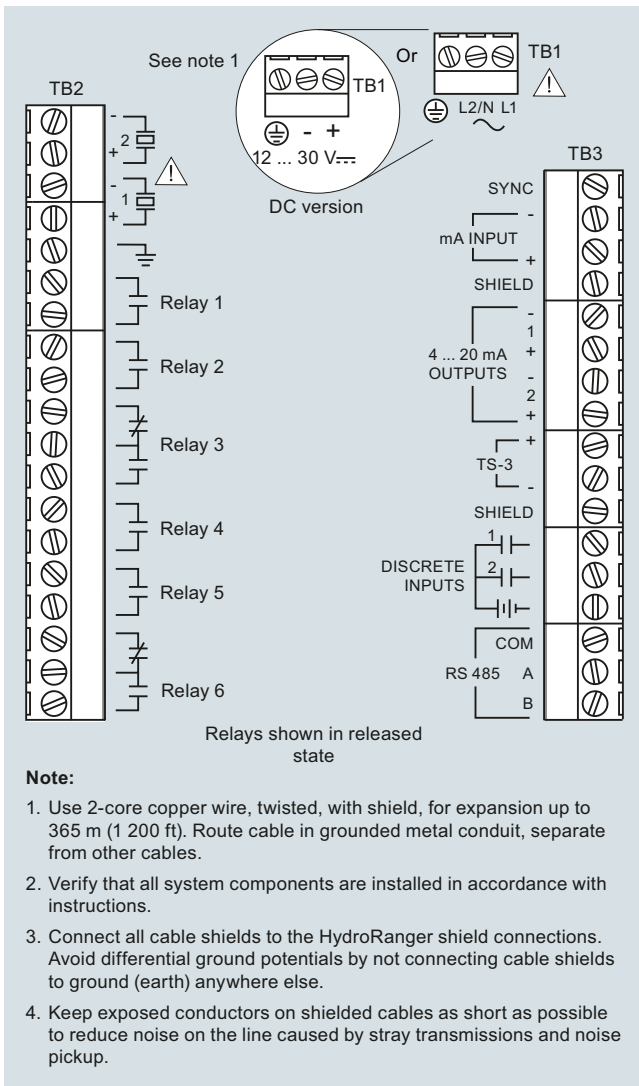 See note 1
TB1
Or
TB1
L2/N L1
- +
12 ... 30 V
DC version
TB2
-
2
+
-
1
+
Relay 1
Relay 2
Relay 3
Relay 4
Relay 5
Relay 6
TB3
SYNC
-
mA INPUT
+
SHIELD
-
1
4 ... 20 mA +
OUTPUTS -
2
+
+
TS-3
-
SHIELD
1
DISCRETE 2
INPUTS
COM
RS 485 A
B
Relays shown in released
state
Note:
1. Use 2-core copper wire, twisted, with shield, for expansion up to
365 m (1 200 ft). Route cable in grounded metal conduit, separate
from other cables.
2. Verify that all system components are installed in accordance with
instructions.
3. Connect all cable shields to the HydroRanger shield connections.
Avoid differential ground potentials by not connecting cable shields
to ground (earth) anywhere else.
4. Keep exposed conductors on shielded cables as short as possible
to reduce noise on the line caused by stray transmissions and noise
pickup.